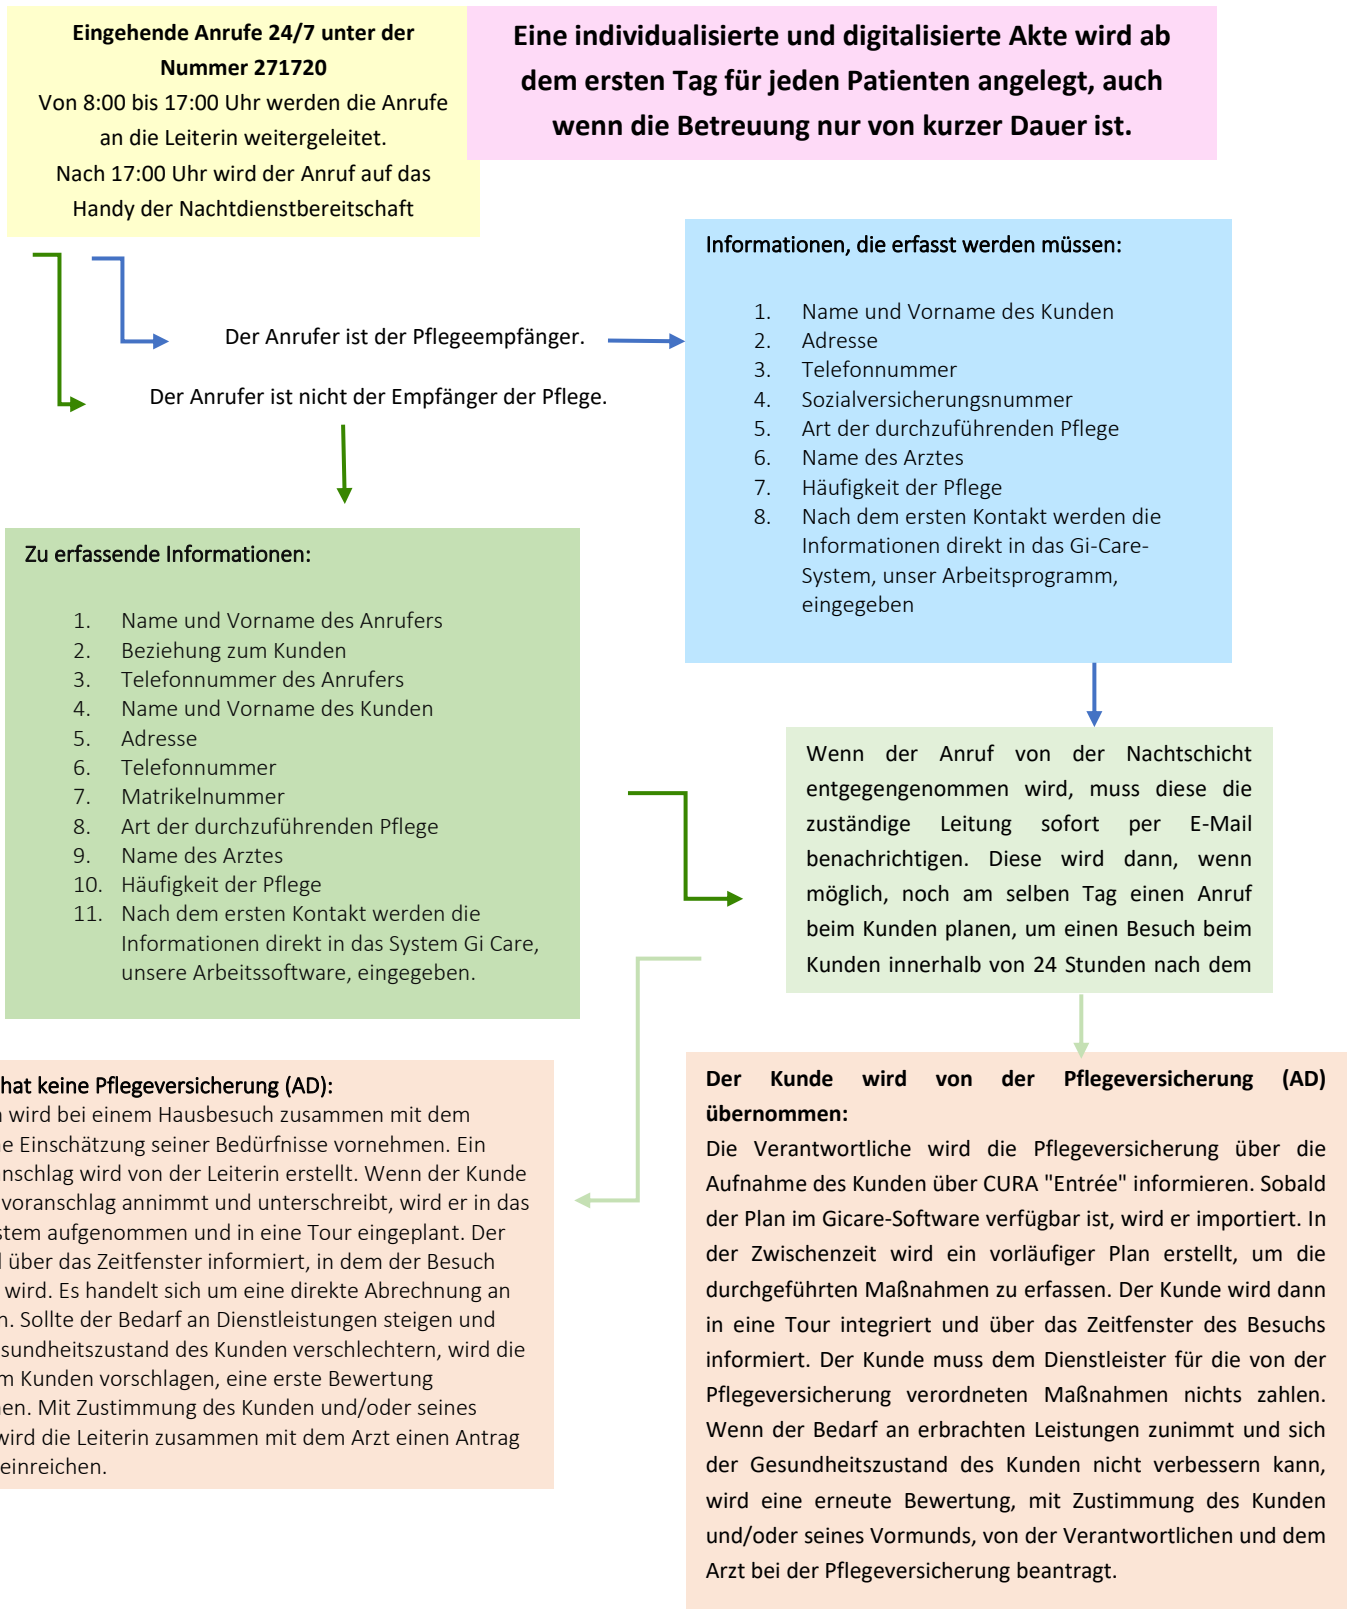 Eingehende Anrufe 24/7 unter der
Nummer 271720
Von 8:00 bis 17:00 Uhr werden die Anrufe
an die Leiterin weitergeleitet.
Nach 17:00 Uhr wird der Anruf auf das
Handy der Nachtdienstbereitschaft
Eine individualisierte und digitalisierte Akte wird ab
dem ersten Tag für jeden Patienten angelegt, auch
wenn die Betreuung nur von kurzer Dauer ist.
Der Anrufer ist der Pflegeempfänger.
Der Anrufer ist nicht der Empfänger der Pflege.
Informationen, die erfasst werden müssen:
1. Name und Vorname des Kunden
2. Adresse
3. Telefonnummer
4. Sozialversicherungsnummer
5. Art der durchzuführenden Pflege
6. Name des Arztes
7. Häufigkeit der Pflege
8. Nach dem ersten Kontakt werden die
Informationen direkt in das Gi-Care-
System, unser Arbeitsprogramm,
eingegeben
Zu erfassende Informationen:
1. Name und Vorname des Anrufers
2. Beziehung zum Kunden
3. Telefonnummer des Anrufers
4. Name und Vorname des Kunden
5. Adresse
6. Telefonnummer
7. Matrikelnummer
8. Art der durchzuführenden Pflege
9. Name des Arztes
10. Häufigkeit der Pflege
11. Nach dem ersten Kontakt werden die
Informationen direkt in das System Gi Care,
unsere Arbeitssoftware, eingegeben.
Wenn der Anruf von der Nachtschicht
entgegengenommen wird, muss diese die
zuständige Leitung sofort per E-Mail
benachrichtigen. Diese wird dann, wenn
möglich, noch am selben Tag einen Anruf
beim Kunden planen, um einen Besuch beim
Kunden innerhalb von 24 Stunden nach dem
hat keine Pflegeversicherung (AD):
wird bei einem Hausbesuch zusammen mit dem
Einschätzung seiner Bedürfnisse vornehmen. Ein
nschlag wird von der Leiterin erstellt. Wenn der Kunde
voranschlag annimmt und unterschreibt, wird er in das
stem aufgenommen und in eine Tour eingeplant. Der
über das Zeitfenster informiert, in dem der Besuch
wird. Es handelt sich um eine direkte Abrechnung an
n. Sollte der Bedarf an Dienstleistungen steigen und
sundheitszustand des Kunden verschlechtern, wird die
m Kunden vorschlagen, eine erste Bewertung
en. Mit Zustimmung des Kunden und/oder seines
wird die Leiterin zusammen mit dem Arzt einen Antrag
einreichen.
Der Kunde wird von der Pflegeversicherung (AD)
übernommen:
Die Verantwortliche wird die Pflegeversicherung über die
Aufnahme des Kunden über CURA "Entrée" informieren. Sobald
der Plan im Gicare-Software verfügbar ist, wird er importiert. In
der Zwischenzeit wird ein vorläufiger Plan erstellt, um die
durchgeführten Maßnahmen zu erfassen. Der Kunde wird dann
in eine Tour integriert und über das Zeitfenster des Besuchs
informiert. Der Kunde muss dem Dienstleister für die von der
Pflegeversicherung verordneten Maßnahmen nichts zahlen.
Wenn der Bedarf an erbrachten Leistungen zunimmt und sich
der Gesundheitszustand des Kunden nicht verbessern kann,
wird eine erneute Bewertung, mit Zustimmung des Kunden
und/oder seines Vormunds, von der Verantwortlichen und dem
Arzt bei der Pflegeversicherung beantragt.